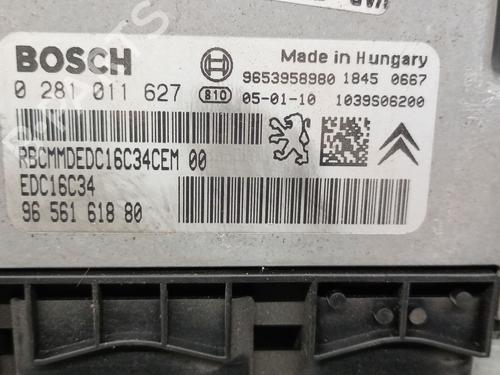 BOSCH
Made in Hungary
9653958980 1845 0667
0 281 011 627
B10
05-01-10
1039S06200
RBCMMDEDC16C34CEM 00
EDC16C34
96 561 618 80